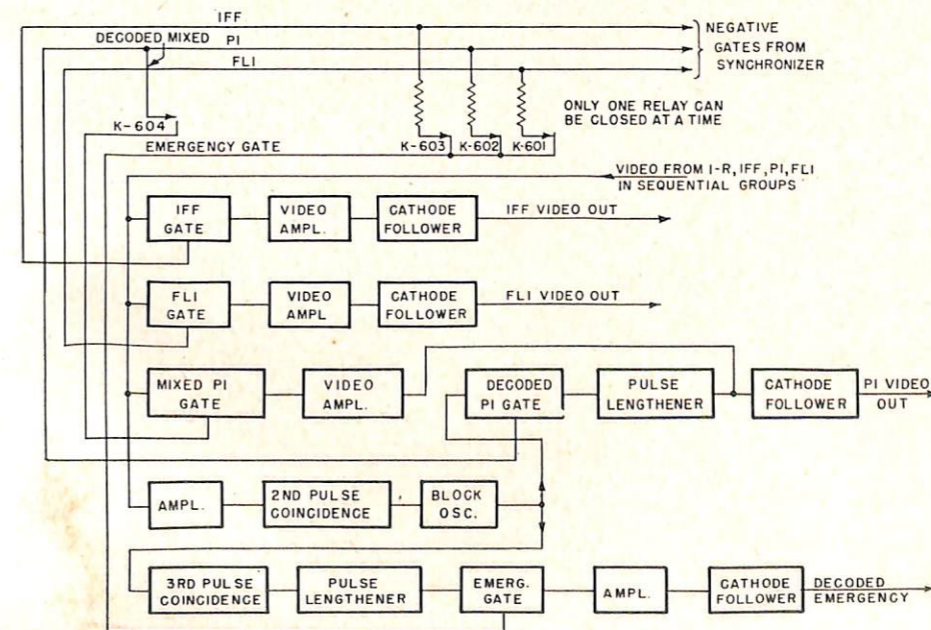 IFF
NEGATIVE
DECODED MIXED PI
GATES FROM
FLI
SYNCHRONIZER
ONLY ONE RELAY CAN
BE CLOSED AT A TIME
K-604
EMERGENCY GATE
K-603
K-602
K-601
VIDEO FROM I-R, IFF, PI, FLI
IN SEQUENTIAL GROUPS
IFF
GATE
VIDEO
AMPL.
CATHODE
FOLLOWER
IFF VIDEO OUT
FLI
GATE
VIDEO
AMPL
CATHODE
FOLLOWER
FLI VIDEO OUT
MIXED PI
GATE
VIDEO
AMPL.
DECODED
PI GATE
PULSE
LENGTHENER
CATHODE
FOLLOWER
PI VIDEO
OUT
AMPL.
2ND PULSE
COINCIDENCE
BLOCK
OSC.
3RD PULSE
COINCIDENCE
PULSE
LENGTHENER
EMERG.
GATE
AMPL.
CATHODE
FOLLOWER
DECODED
EMERGENCY